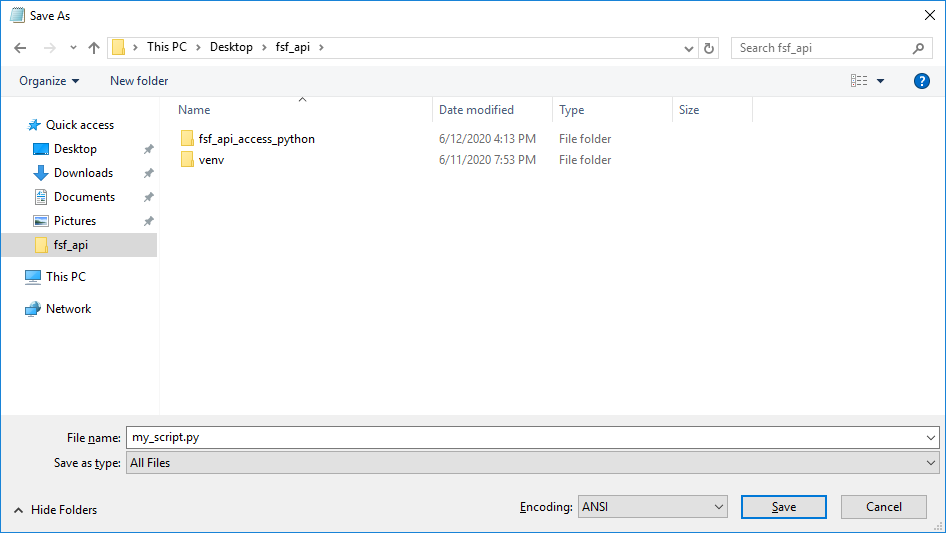 Save As
This PC Desktop fsf_api
Search fsf_api
Organize New folder
?
Name Date modified Type Size
Quick access
Desktop
Downloads
Documents
Pictures
fsf_api
This PC
Network
fsf_api_access_python 6/12/2020 4:13 PM File folder
venv 6/11/2020 7:53 PM File folder
File name: my_script.py
Save as type: All Files
Hide Folders
Encoding: ANSI Save Cancel